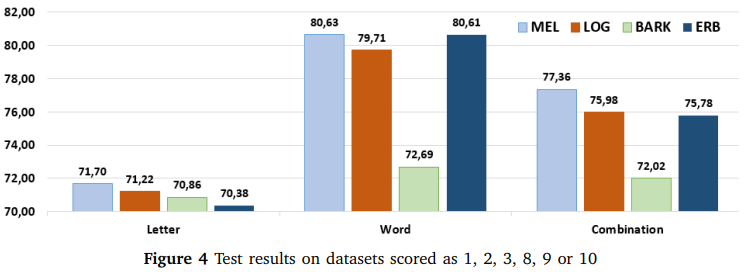 82,00
80,00
78,00
76,00
74,00
72,00
70,00
MEL LOG BARK ERB
71,70 71,22 70,86 70,38
80,63 79,71 72,69 80,61
77,36 75,98 72,02 75,78
Letter Word Combination
Figure 4 Test results on datasets scored as 1, 2, 3, 8, 9 or 10